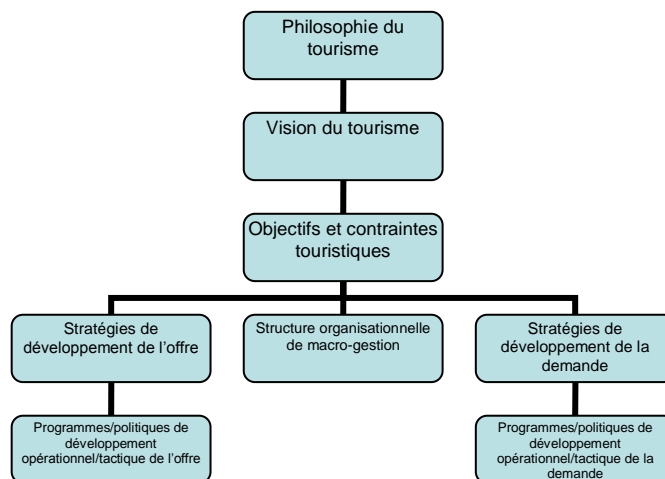 Philosophie du
tourisme
Vision du tourisme
Objectifs et contraintes
touristiques
Stratégies de
développement de l'offre
Structure organisationnelle
de macro-gestion
Stratégies de
développement de la
demande
Programmes/politiques de
développement
opérationnel/tactique de l'offre
Programmes/politiques de
développement
opérationnel/tactique de la
demande